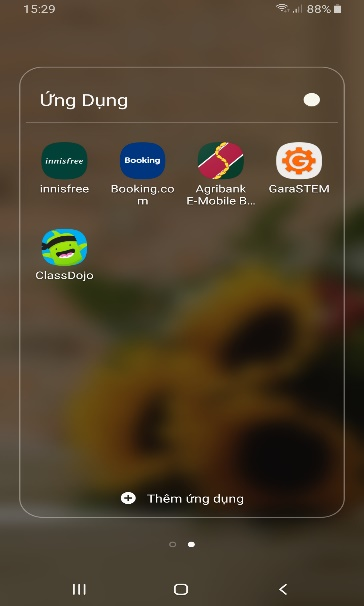 15:29
88%
Ứng Dụng
innisfree
Booking
innisfree
Booking.co
m
Agribank
E-Mobile B...
GaraSTEM
ClassDojo
Thêm ứng dụng